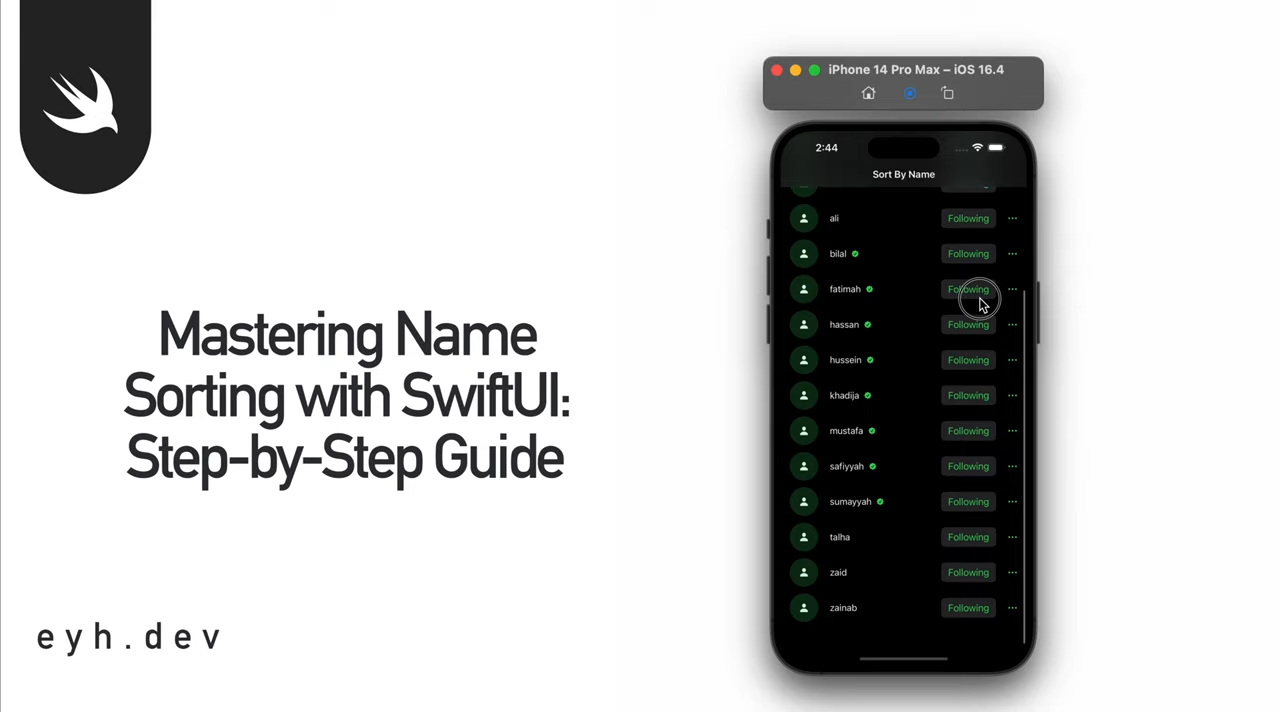 iPhone 14 Pro Max – iOS 16.4
2:44
Sort By Name
ali Following
bilal Following
fatimah Following
hassan Following
hussein Following
khadija Following
mustafa Following
safiyyah Following
sumayyah Following
talha Following
zaid Following
zainab Following
Mastering Name
Sorting with SwiftUI:
Step-by-Step Guide
eyh.dev